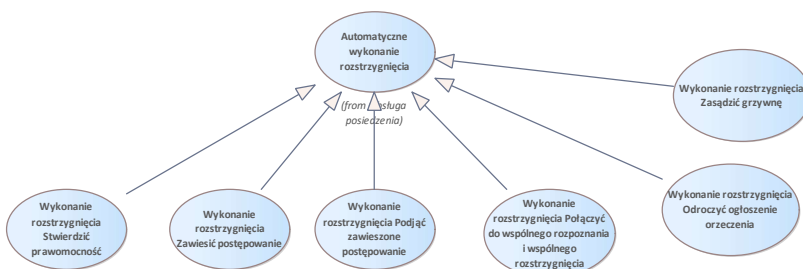 Automatyczne
wykonanie
rozstrzygnięcia
(from
posiedzenia)
Wykonanie rozstrzygnięcia
Zasądzić grzywnę
Wykonanie
rozstrzygnięcia
Stwierdzić
prawomocność
Wykonanie
rozstrzygnięcia
Zawiesić postępowanie
Wykonanie
rozstrzygnięcia Podjąć
zawieszone
postępowanie
Wykonanie
rozstrzygnięcia Połączyć
do wspólnego rozpoznania
i wspólnego
rozstrzygnięcia
Wykonanie rozstrzygnięcia
Odroczyć ogłoszenie
orzeczenia